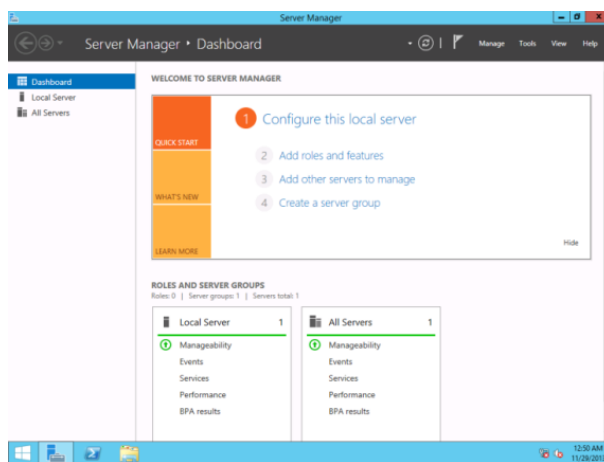 Server Manager
Server Manager ‣ Dashboard
Manage Tools View Help
Dashboard
Local Server
All Servers
WELCOME TO SERVER MANAGER
QUICK START
WHAT'S NEW
LEARN MORE
1 Configure this local server
2 Add roles and features
3 Add other servers to manage
4 Create a server group
Hide
ROLES AND SERVER GROUPS
Roles: 0 | Server groups: 1 | Servers total: 1
Local Server 1
Manageability
Events
Services
Performance
BPA results
All Servers 1
Manageability
Events
Services
Performance
BPA results
12:50 AM